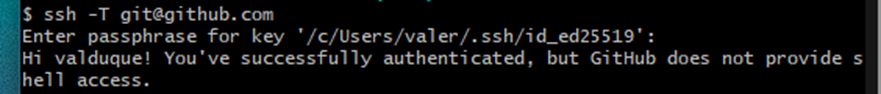 $ ssh -T git@github.com
Enter passphrase for key '/c/Users/valer/.ssh/id_ed25519':
Hi valduque! You've successfully authenticated, but GitHub does not provide s
hell access.